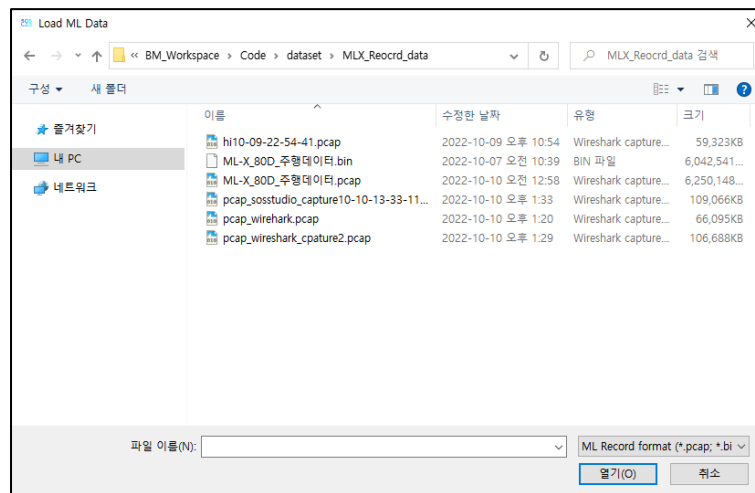 Load ML Data
« BM_Workspace › Code › dataset › MLX_Reocrd_data
MLX_Reocrd_data 검색
구성 새 폴더
이름 수정한 날짜 유형 크기
즐겨찾기
내 PC
네트워크
hi10-09-22-54-41.pcap 2022-10-09 오후 10:54 Wireshark capture... 59,323KB
ML-X_80D_주행데이터.bin 2022-10-07 오전 10:39 BIN 파일 6,042,541...
ML-X_80D_주행데이터.pcap 2022-10-10 오전 12:58 Wireshark capture... 6,250,148...
pcap_sosstudio_capture10-10-13-33-11... 2022-10-10 오후 1:33 Wireshark capture... 109,066KB
pcap_wirehark.pcap 2022-10-10 오후 1:20 Wireshark capture... 66,095KB
pcap_wireshark_cpature2.pcap 2022-10-10 오후 1:29 Wireshark capture... 106,688KB
파일 이름(N): ML Record format (*.pcap; *.bi
열기(O) 취소